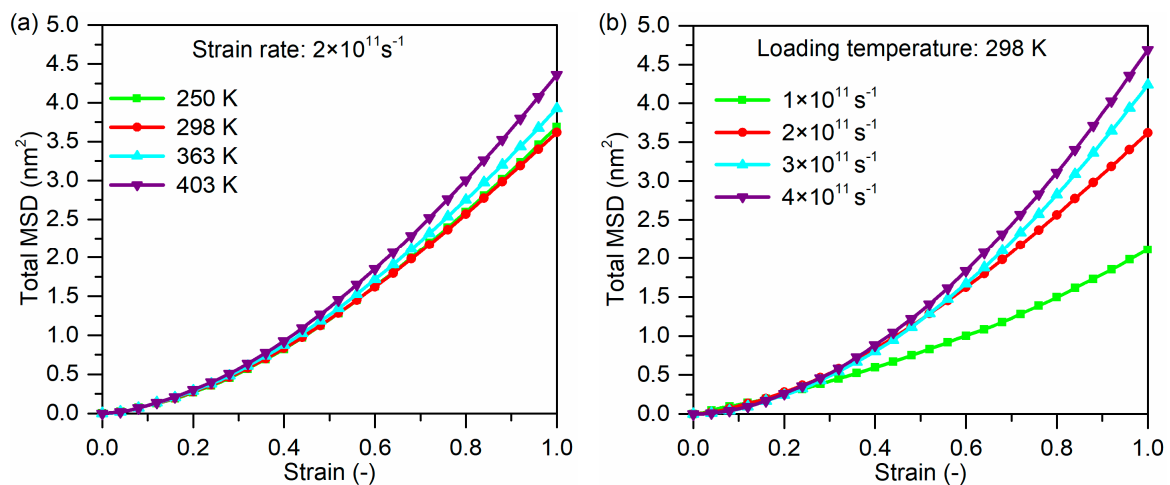 (a)
Strain rate: 2×10¹¹s⁻¹
250 K
298 K
363 K
403 K
Total MSD (nm²)
5.0
4.5
4.0
3.5
3.0
2.5
2.0
1.5
1.0
0.5
0.0
0.0 0.2 0.4 0.6 0.8 1.0
Strain (-)
(b)
Loading temperature: 298 K
1×10¹¹ s⁻¹
2×10¹¹ s⁻¹
3×10¹¹ s⁻¹
4×10¹¹ s⁻¹
Total MSD (nm²)
5.0
4.5
4.0
3.5
3.0
2.5
2.0
1.5
1.0
0.5
0.0
0.0 0.2 0.4 0.6 0.8 1.0
Strain (-)